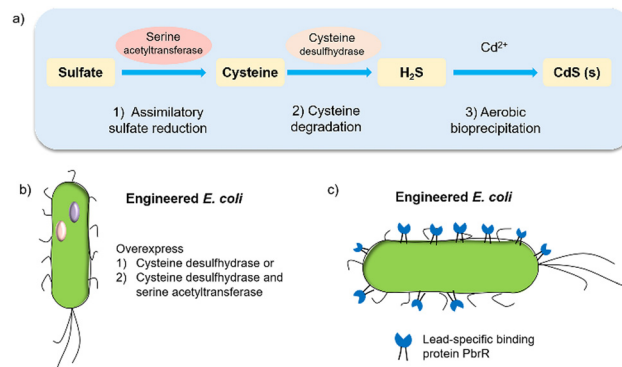 a)
Serine
acetyltransferase
Cysteine
desulfhydrase
Cd²⁺
Sulfate
Cysteine
H₂S
CdS (s)
1) Assimilatory
sulfate reduction
2) Cysteine
degradation
3) Aerobic
bioprecipitation
b)
Engineered E. coli
Overexpress
1) Cysteine desulfhydrase or
2) Cysteine desulfhydrase and
serine acetyltransferase
c)
Engineered E. coli
Lead-specific binding
protein PbrR